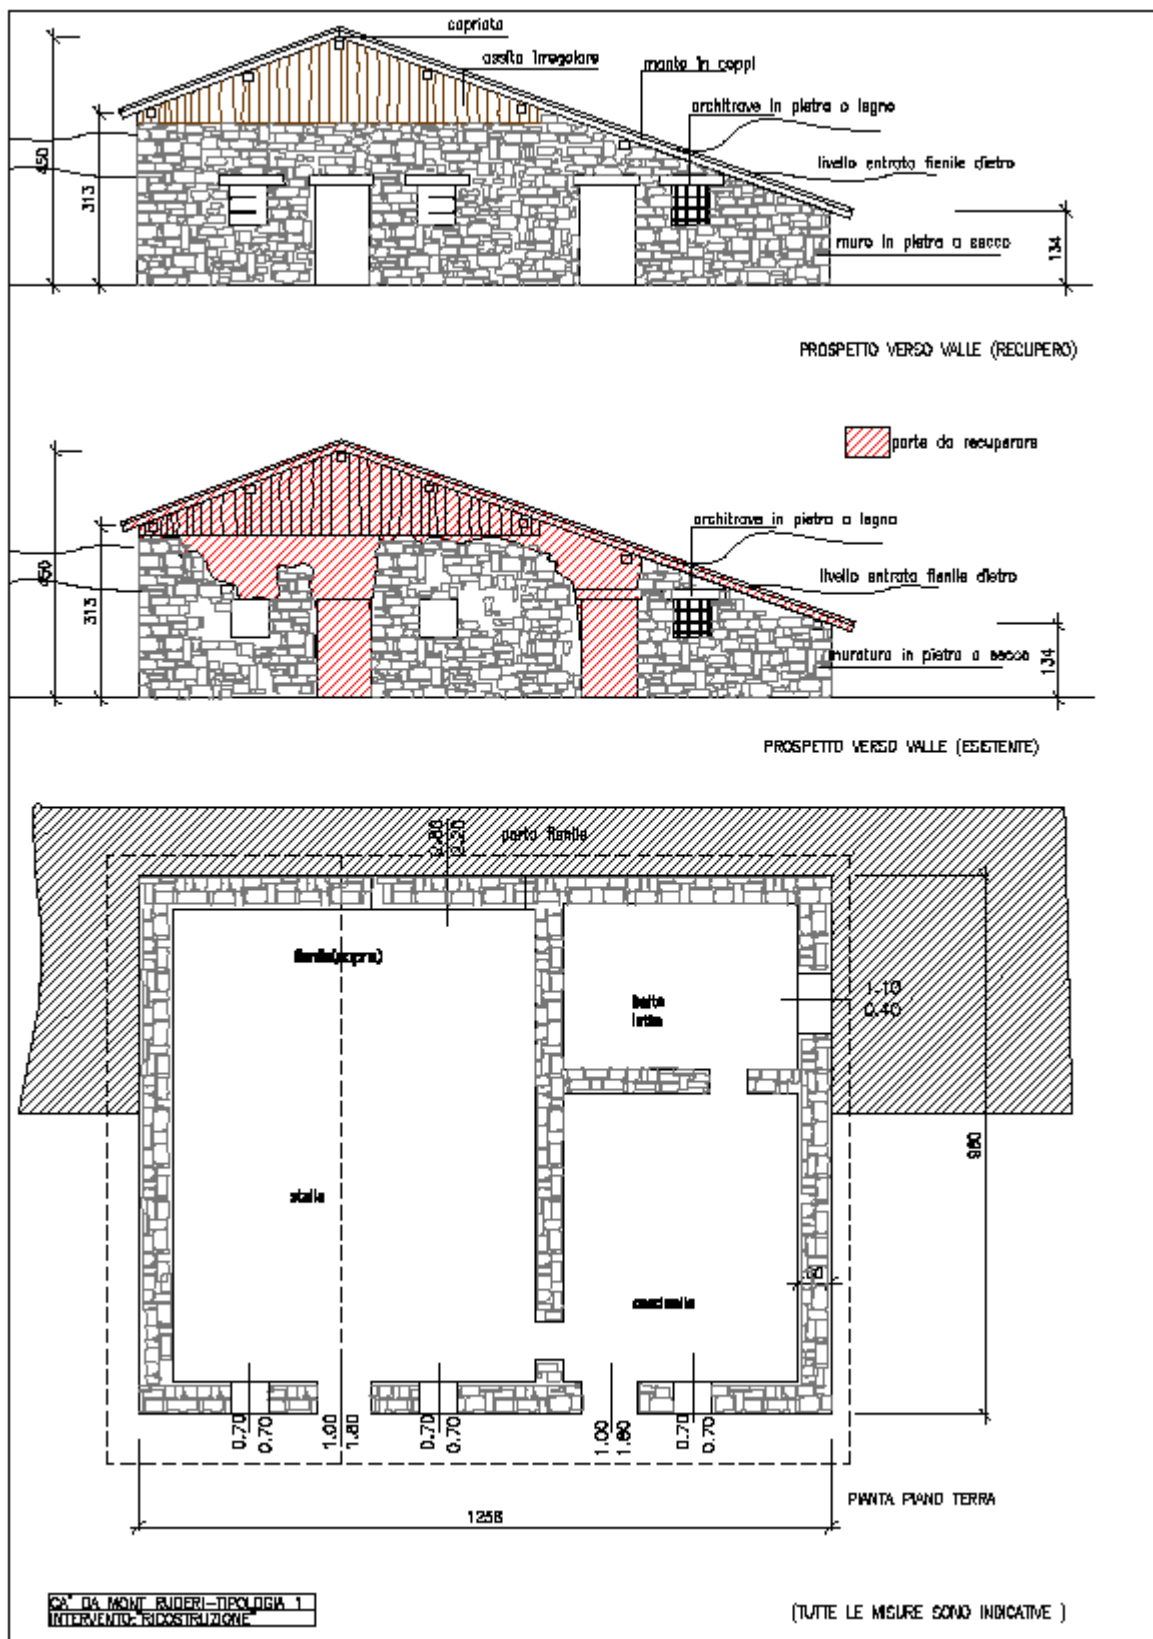 capriata
assito irregolare
manto in coppi
architrave in pietra o legno
livello entrata fienile dietro
muro in pietra a secco
450
313
134
PROSPETTO VERSO VALLE (RECUPERO)
parte da recuperare
architrave in pietra o legno
livello entrata fienile dietro
muratura in pietra a secco
450
313
134
PROSPETTO VERSO VALLE (ESISTENTE)
porta fienile
2.20
fienile(sopra)
1.10
0.40
980
stalla
0.70
0.70
1.00
1.80
0.70
0.70
1.00
1.80
0.70
0.70
PIANTA PIANO TERRA
1258
CA' DA MONT RUDERI-TIPOLOGIA 1
INTERVENTO:"RICOSTRUZIONE"
(TUTTE LE MISURE SONO INDICATIVE )